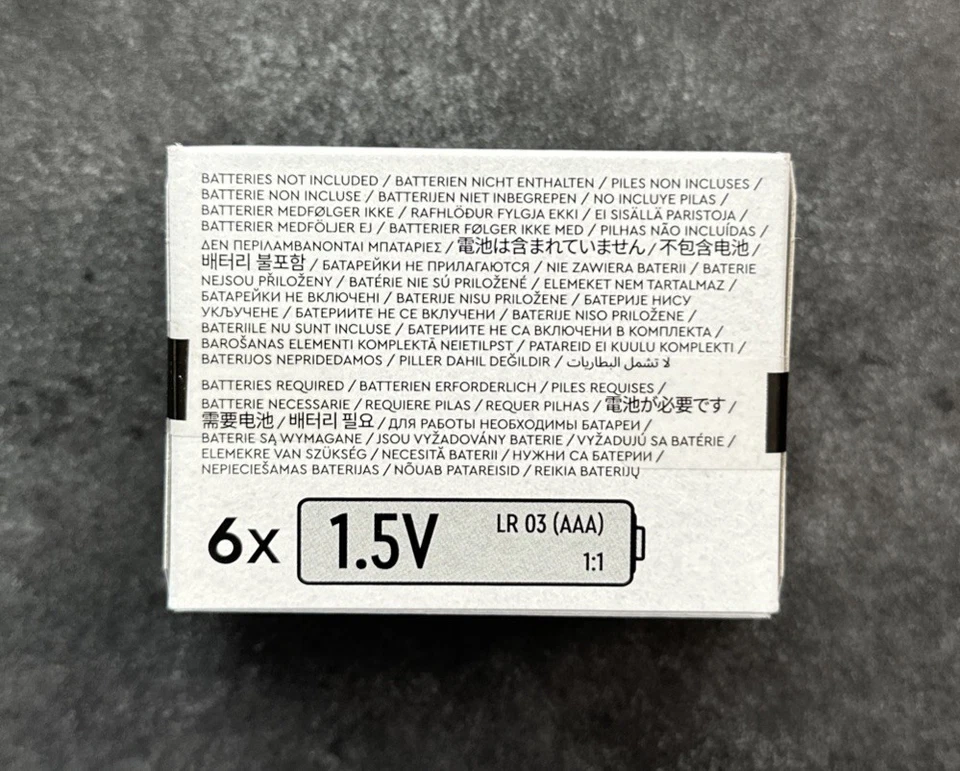 BATTERIES NOT INCLUDED / BATTERIEN NICHT ENTHALTEN / PILES NON INCLUSES /
BATTERIE NON INCLUSE / BATTERIJEN NIET INBEGREPEN / NO INCLUYE PILAS /
BATTERIER MEDFØLGER IKKE / RAFHLÖÐUR FYLGJA EKKI / EI SISÄLLÄ PARISTOJA /
BATTERIER MEDFÖLJER EJ / BATTERIER FØLGER IKKE MED / PILHAS NÃO INCLUÍDAS /
ΔΕΝ ΠΕΡΙΛΑΜΒΑΝΟΝΤΑΙ ΜΠΑΤΑΡΙΕΣ / 電池は含まれていません / 不包含电池 /
배터리 불포함 / БАТАРЕЙКИ НЕ ПРИЛАГАЮТСЯ / NIE ZAWIERA BATERII / BATERIE
NEJSOU PŘILOŽENY / BATÉRIE NIE SÚ PRILOŽENÉ / ELEMEKET NEM TARTALMAZ /
БАТАРЕЙКИ НЕ ВКЛЮЧЕНІ / BATERIJE NISU PRILOŽENE / БАТЕРИЈЕ НИСУ
УКЉУЧЕНЕ / БАТЕРИИТЕ НЕ СЕ ВКЛУЧЕНИ / BATERIJE NISO PRILOŽENE /
BATERIILE NU SUNT INCLUSE / БАТЕРИИТЕ НЕ СА ВКЛЮЧЕНИ В КОМПЛЕКТА /
BAROŠANAS ELEMENTI KOMPLEKTĀ NEIETILPST / PATAREID EI KUULU KOMPLEKTI /
BATERIJOS NEPRIDEDAMOS / PILLER DAHIL DEĞILDIR / لا تشمل البطاريات
BATTERIES REQUIRED / BATTERIEN ERFORDERLICH / PILES REQUISES /
BATTERIE NECESSARIE / REQUIERE PILAS / REQUER PILHAS / 電池が必要です /
需要电池 / 배터리 필요 / ДЛЯ РАБОТЫ НЕОБХОДИМЫ БАТАРЕИ /
BATERIE SĄ WYMAGANE / JSOU VYŽADOVÁNY BATERIE / VYŽADUJÚ SA BATÉRIE /
ELEMEKRE VAN SZÜKSÉG / NECESITĂ BATERII / НУЖНИ СА БАТЕРИИ /
NEPIECIEŠAMAS BATERIJAS / NÕUAB PATAREISID / REIKIA BATERIJŲ
6x 1.5V LR 03 (AAA)
1:1